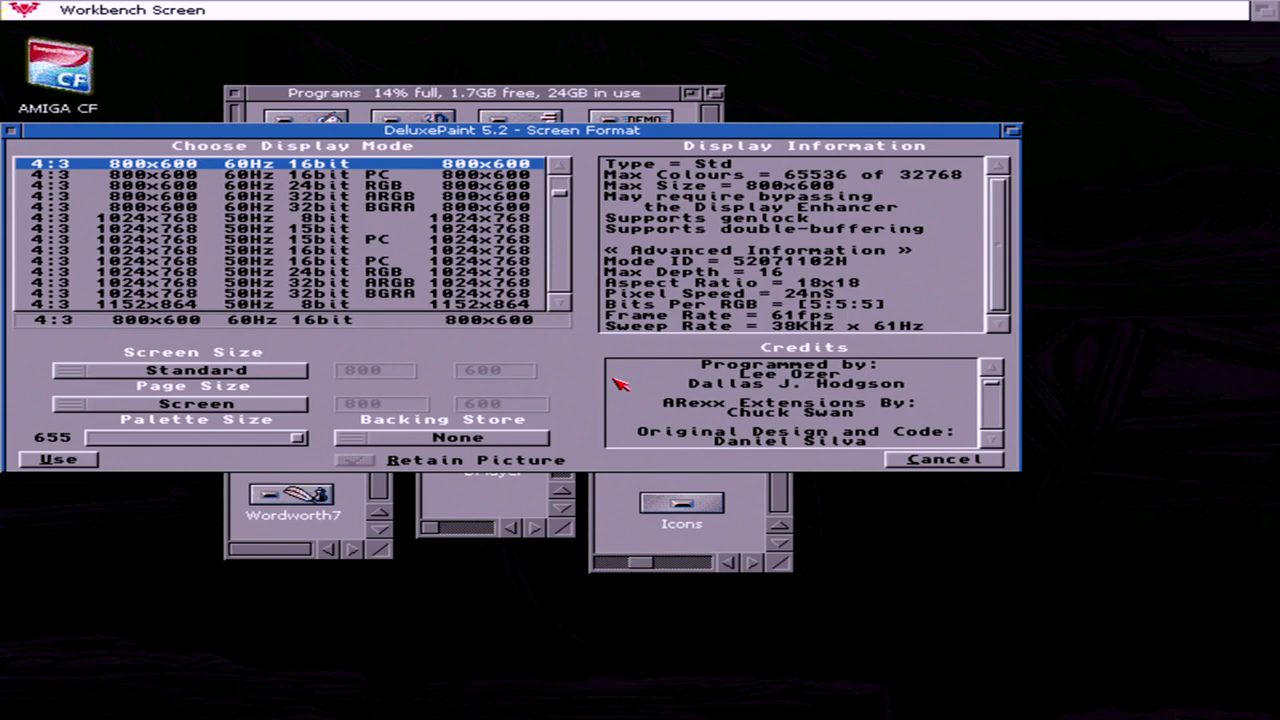 Workbench Screen
AMIGA CF
Programs 14% full, 1.7GB free, 24GB in use
DEMO
DeluxePaint 5.2 - Screen Format
Choose Display Mode
4:3 800x600 60Hz 16bit 800x600
4:3 800x600 60Hz 16bit PC 800x600
4:3 800x600 60Hz 24bit RGB 800x600
4:3 800x600 60Hz 32bit ARGB 800x600
4:3 800x600 60Hz 32bit BGRA 800x600
4:3 1024x768 50Hz 8bit 1024x768
4:3 1024x768 50Hz 15bit 1024x768
4:3 1024x768 50Hz 15bit PC 1024x768
4:3 1024x768 50Hz 16bit 1024x768
4:3 1024x768 50Hz 16bit PC 1024x768
4:3 1024x768 50Hz 24bit RGB 1024x768
4:3 1024x768 50Hz 32bit ARGB 1024x768
4:3 1024x768 50Hz 32bit BGRA 1024x768
4:3 1152x864 50Hz 8bit 1152x864
4:3 800x600 60Hz 16bit 800x600
Display Information
Type = Std
Max Colours = 65536 of 32768
Max Size = 800x600
May require bypassing
the Display Enhancer
Supports genlock
Supports double-buffering
« Advanced Information »
Mode ID = 52071102H
Max Depth = 16
Aspect Ratio = 18x18
Pixel Speed = 24nS
Bits Per RGB = [5:5:5]
Frame Rate = 61fps
Sweep Rate = 38KHz x 61Hz
Screen Size
Standard
800 600
Page Size
Screen
800 600
Palette Size
655
Backing Store
None
Retain Picture
Use
Credits
Programmed by:
Lee Ozer
Dallas J. Hodgson
ARexx Extensions By:
Chuck Swan
Original Design and Code:
Daniel Silva
Cancel
Wordworth7
Icons